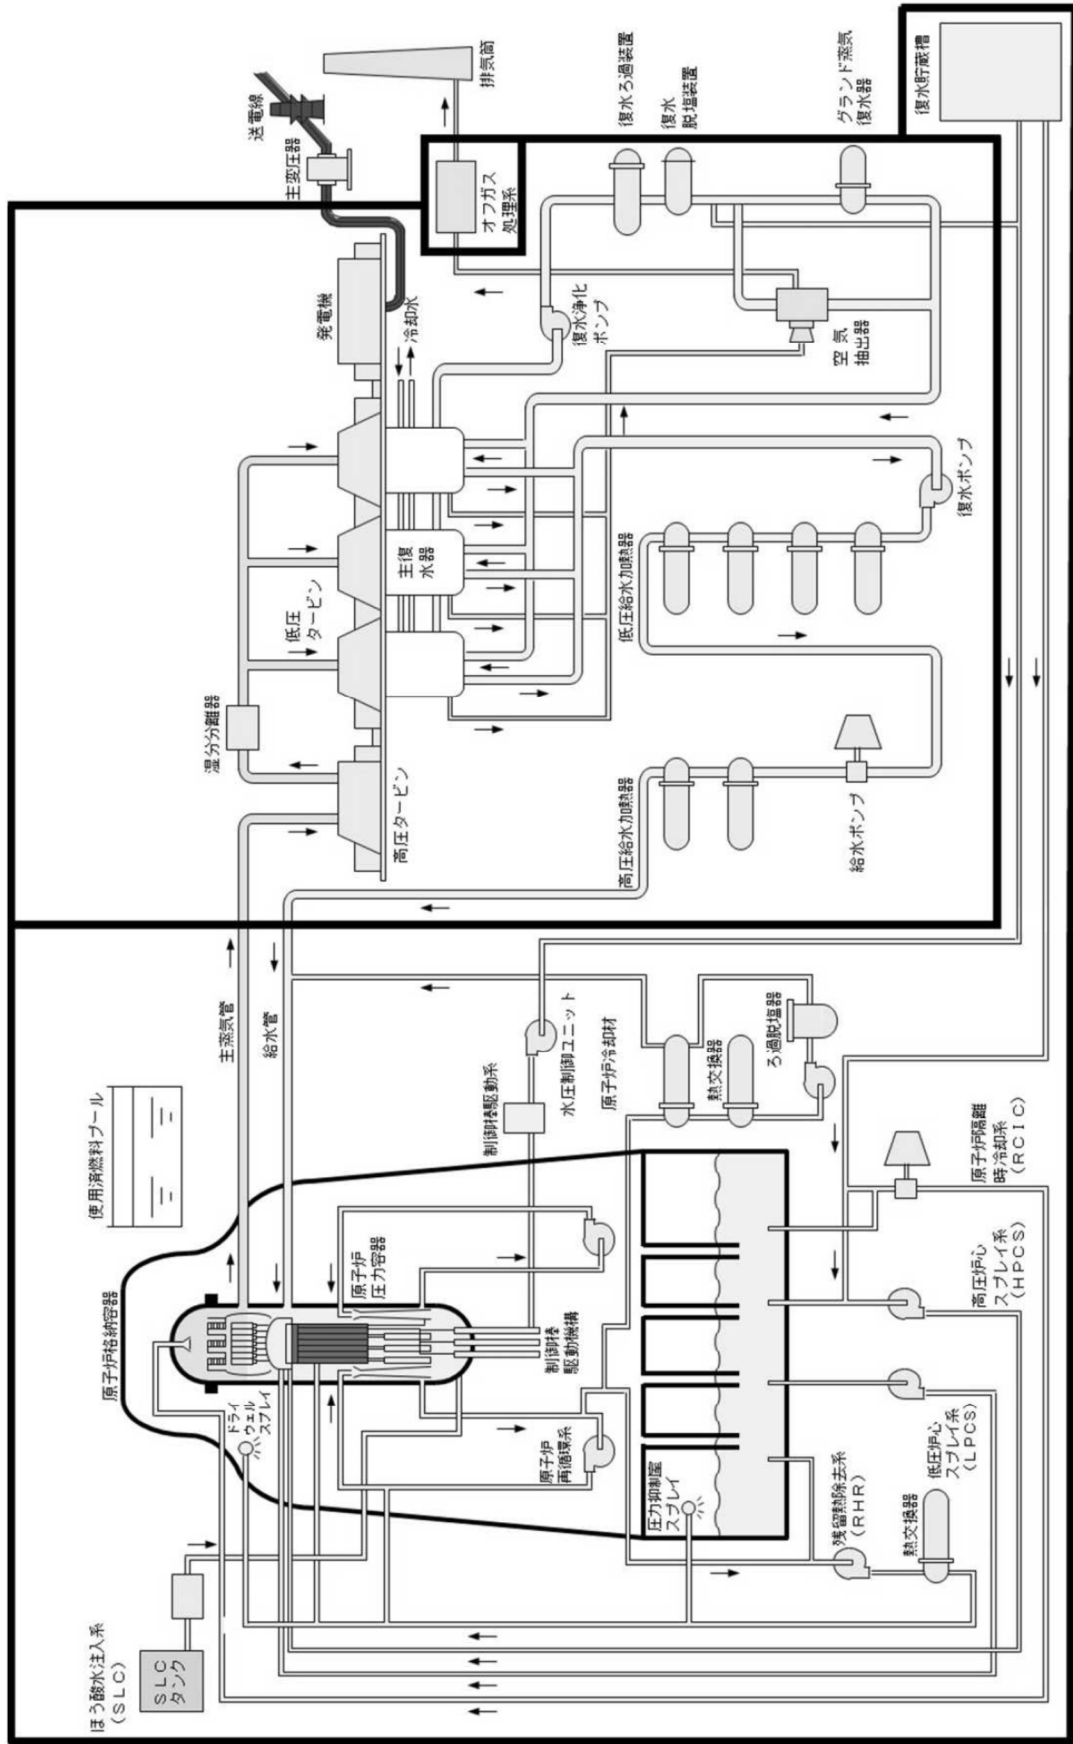 ほう酸水注入系
(SLC)
SLC
タンク
原子炉格納容器
ドライ
ウェル
スプレイ
使用済燃料プール
主蒸気管
給水管
原子炉
圧力容器
制御棒
駆動機構
原子炉
再循環系
圧力抑制室
スプレイ
制御棒駆動系
水圧制御ユニット
原子炉冷却材
熱交換器
ろ過脱塩器
残留熱除去系
(RHR)
熱交換器
低圧炉心
スプレイ系
(LPCS)
高圧炉心
スプレイ系
(HPCS)
原子炉隔離
時冷却系
(RCIC)
湿分分離器
高圧タービン
低圧
タービン
発電機
主変圧器
送電線
排気筒
オフガス
処理系
冷却水
主復
水器
復水浄化
ポンプ
復水ろ過装置
復水
脱塩装置
グランド蒸気
復水器
空気
抽出器
復水貯蔵槽
高圧給水加熱器
低圧給水加熱器
給水ポンプ
復水ポンプ